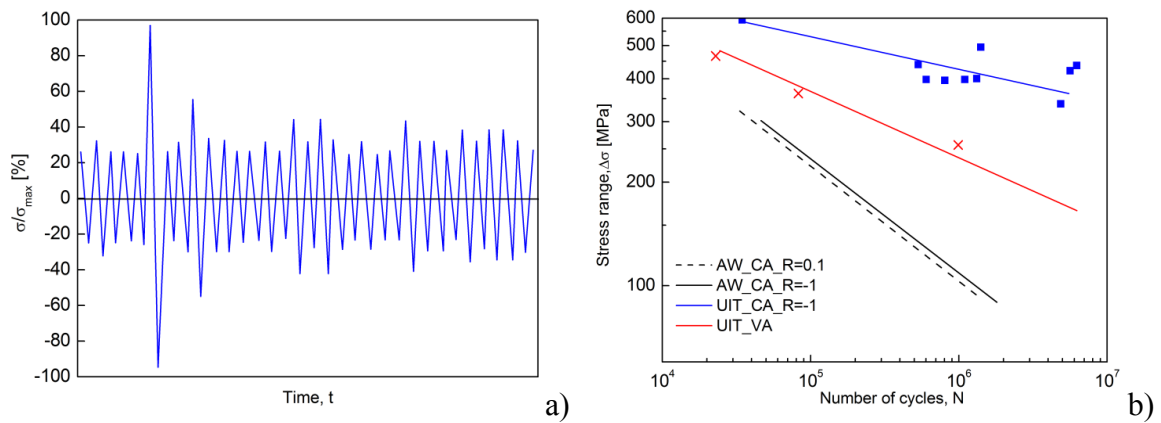 100
80
60
40
20
0
-20
-40
-60
-80
-100
σ/σmax [%]
Time, t
a)
600
500
400
300
200
100
Stress range,Δσ [MPa]
AW_CA_R=0.1
AW_CA_R=-1
UIT_CA_R=-1
UIT_VA
10^4 10^5 10^6 10^7
Number of cycles, N
b)